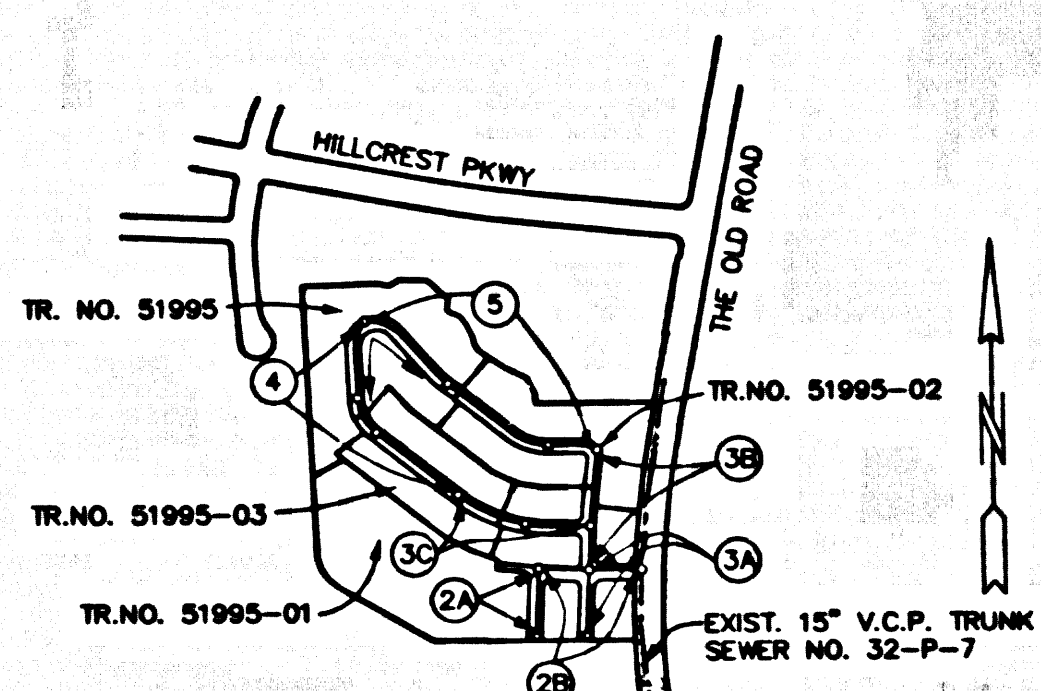 HILLCREST PKWY
THE OLD ROAD
TR. NO. 51995
5
4
TR.NO. 51995-02
3B
TR.NO. 51995-03
3C
3A
2A
TR.NO. 51995-01
EXIST. 15" V.C.P. TRUNK
SEWER NO. 32-P-7
2B
N